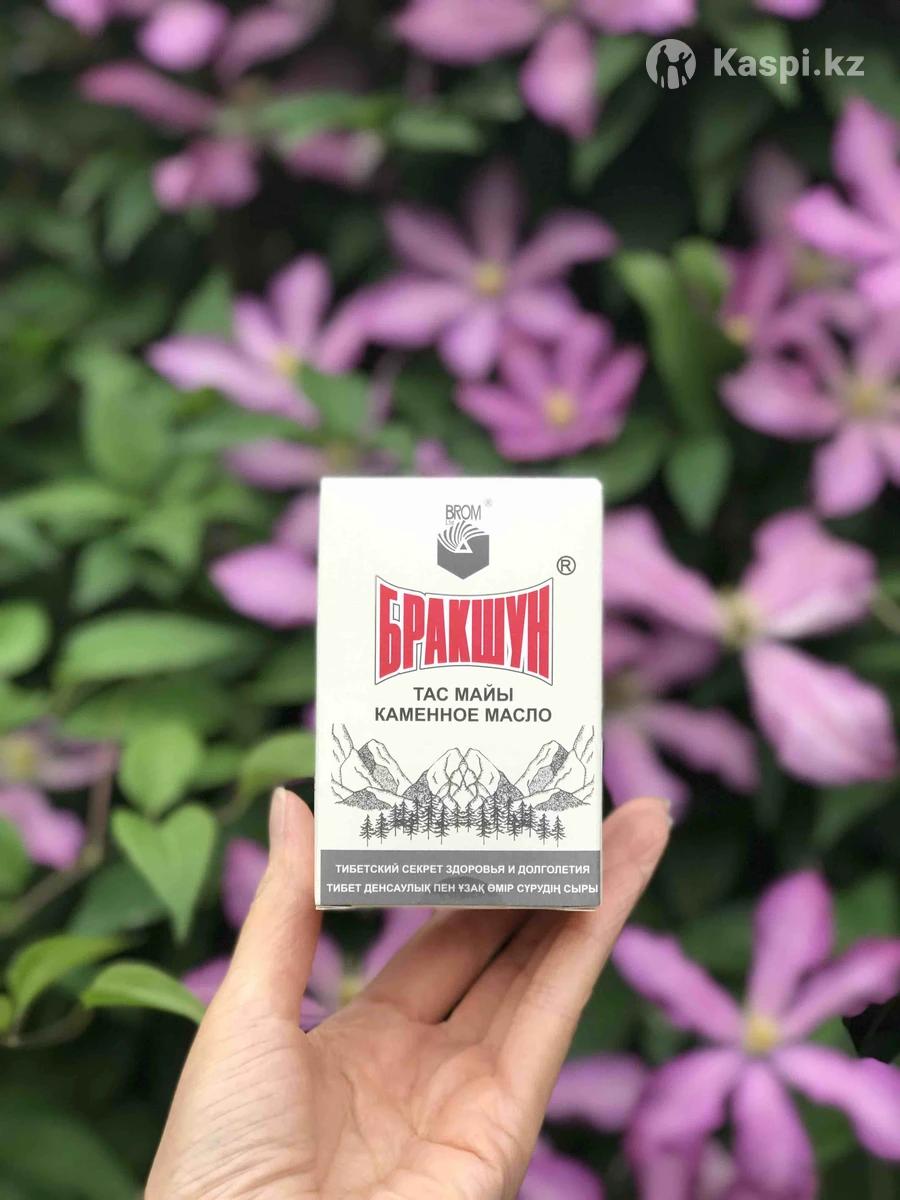 Kaspi.kz
BROM ®
Ltd
БРАКШУН ®
ТАС МАЙЫ
КАМЕННОЕ МАСЛО
ТИБЕТСКИЙ СЕКРЕТ ЗДОРОВЬЯ И ДОЛГОЛЕТИЯ
ТИБЕТ ДЕНСАУЛЫҚ ПЕН ҰЗАҚ ӨМІР СҮРУДІҢ СЫРЫ